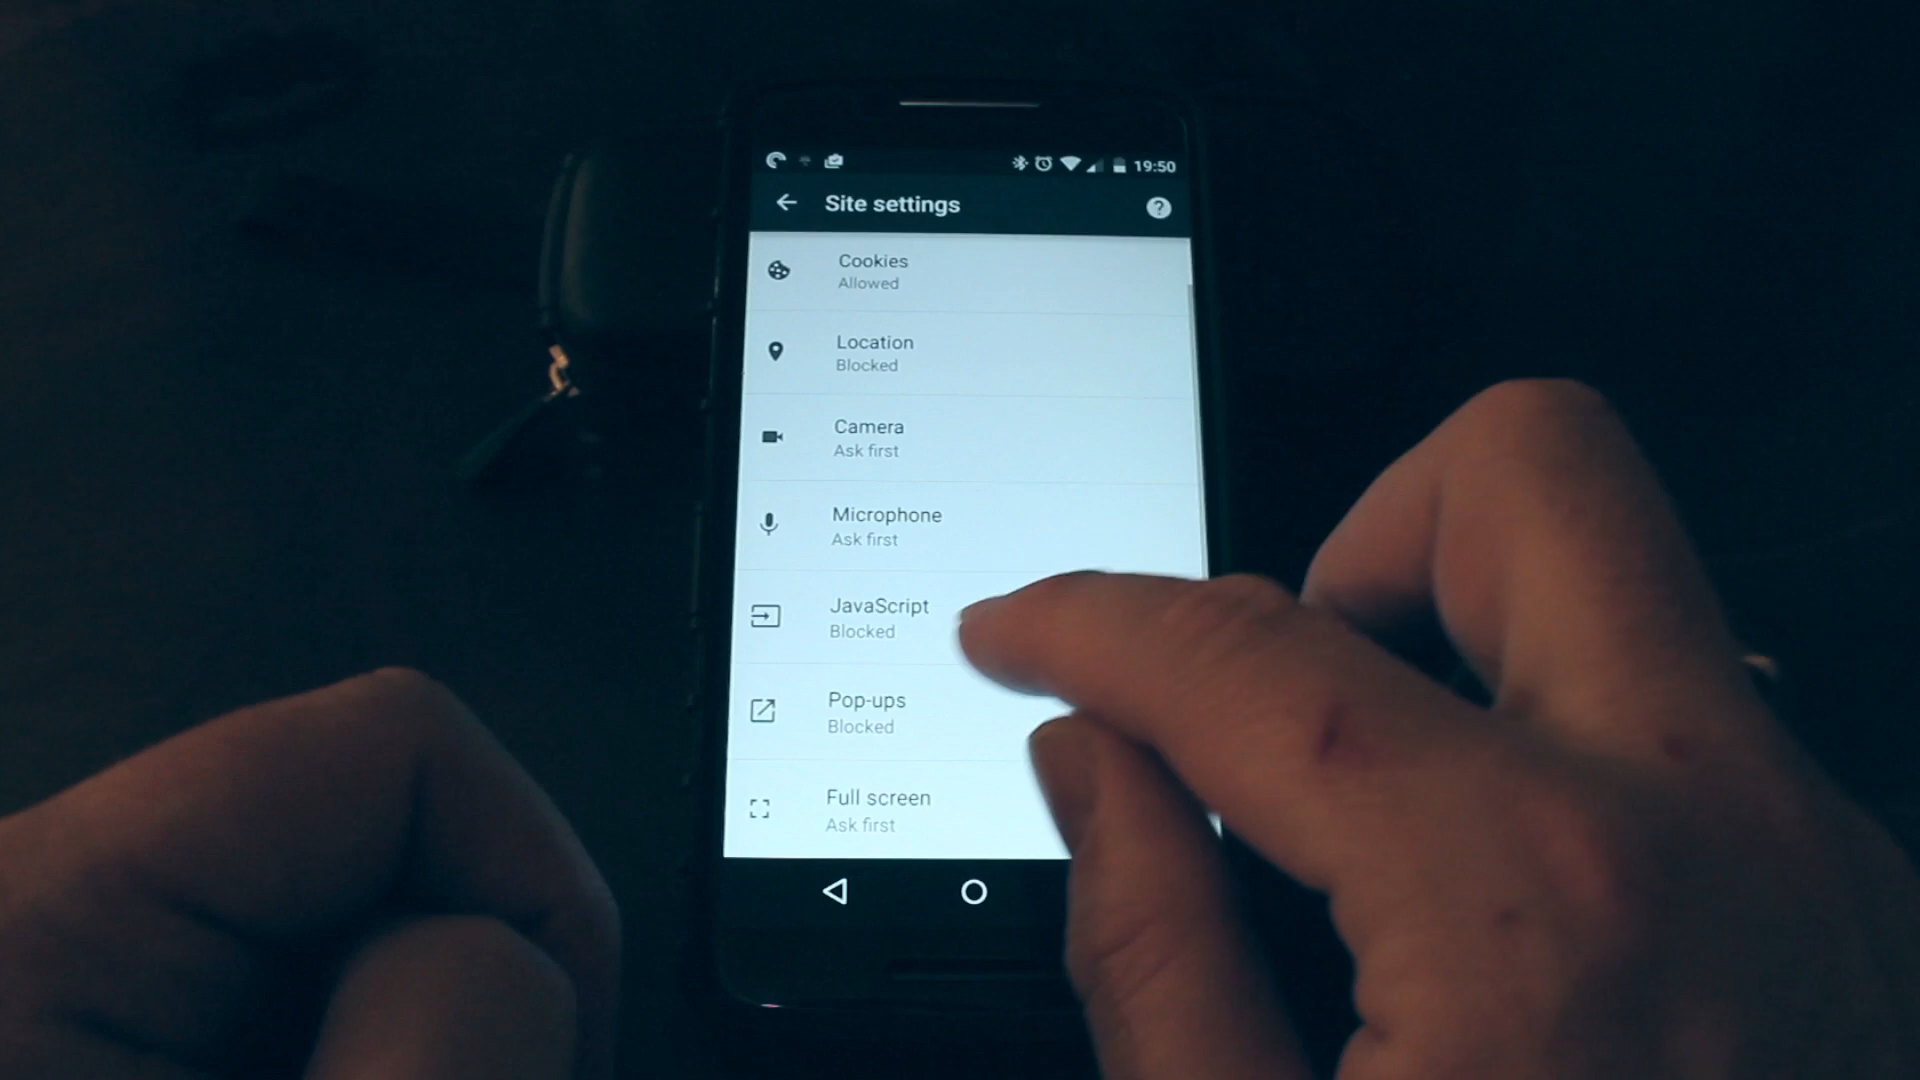 19:50
Site settings
Cookies
Allowed
Location
Blocked
Camera
Ask first
Microphone
Ask first
JavaScript
Blocked
Pop-ups
Blocked
Full screen
Ask first